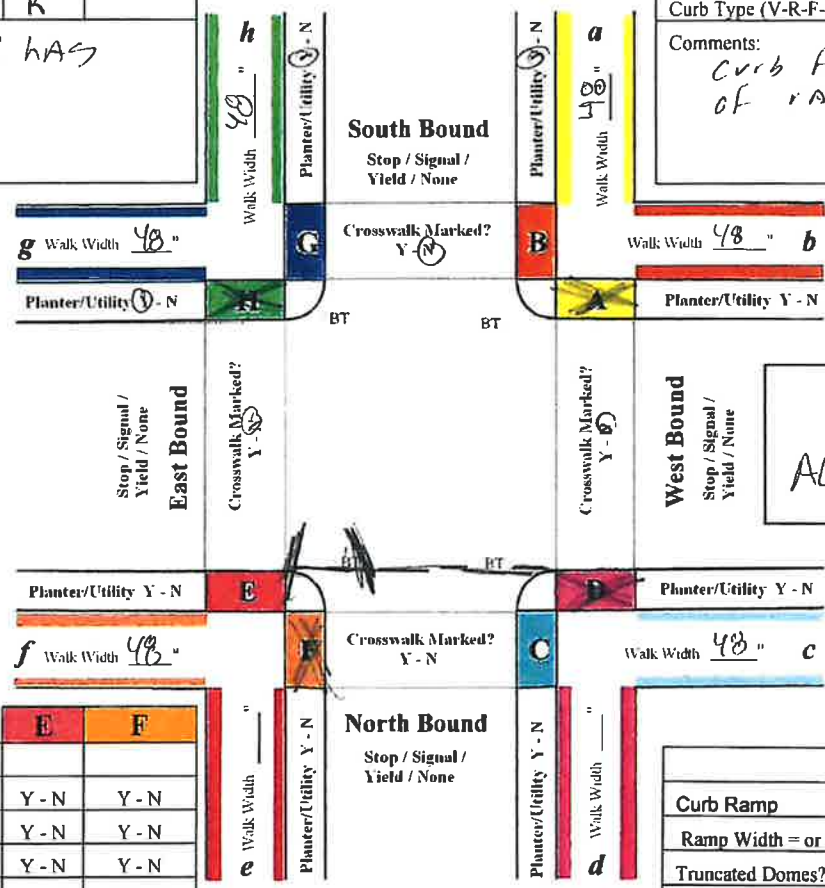 K
Curb Type (V-R-F-
has
Comments:
Curb F
of rA
h
48 "
Walk Width
Planter/Utility Y - N
South Bound
Stop / Signal /
Yield / None
Planter/Utility Y - N
a
48 "
Walk Width
g Walk Width 48 "
G
Crosswalk Marked?
Y - N
B
Walk Width 48 " b
Planter/Utility Y - N
H
A
Planter/Utility Y - N
BT
BT
Stop / Signal /
Yield / None
East Bound
Crosswalk Marked?
Y - N
Crosswalk Marked?
Y - N
West Bound
Stop / Signal /
Yield / None
BT
BT
Planter/Utility Y - N
E
D
Planter/Utility Y - N
f Walk Width 48 "
F
Crosswalk Marked?
Y - N
C
Walk Width 48 " c
E F
Y - N Y - N
Y - N Y - N
Y - N Y - N
Walk Width ____ "
e
Planter/Utility Y - N
North Bound
Stop / Signal /
Yield / None
Planter/Utility Y - N
Walk Width ____ "
d
Curb Ramp
Ramp Width = or
Truncated Domes?